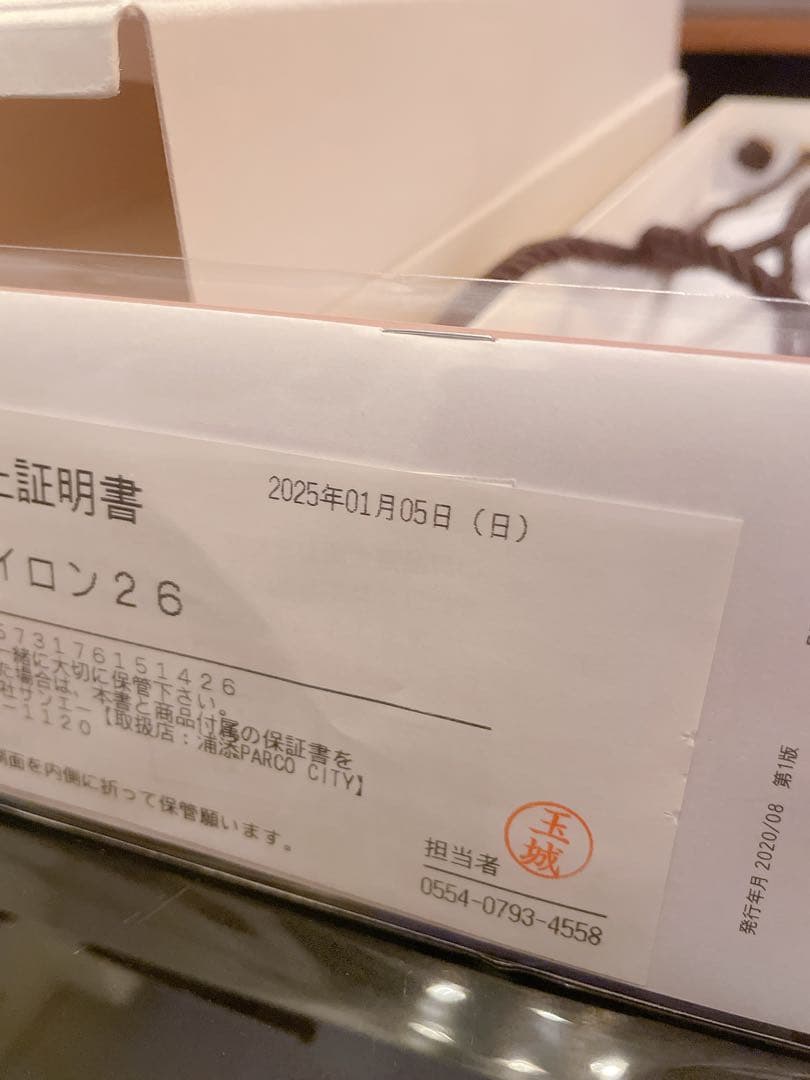 上証明書
2025年01月05日（日）
イロン２６
573176151426
一緒に大切に保管下さい。
た場合は、本書と商品付属の保証書を
社サンエー【取扱店：浦添PARCO CITY】
-1120
側面を内側に折って保管願います。
担当者
玉城
0554-0793-4558
発行年月 2020/08 第1版